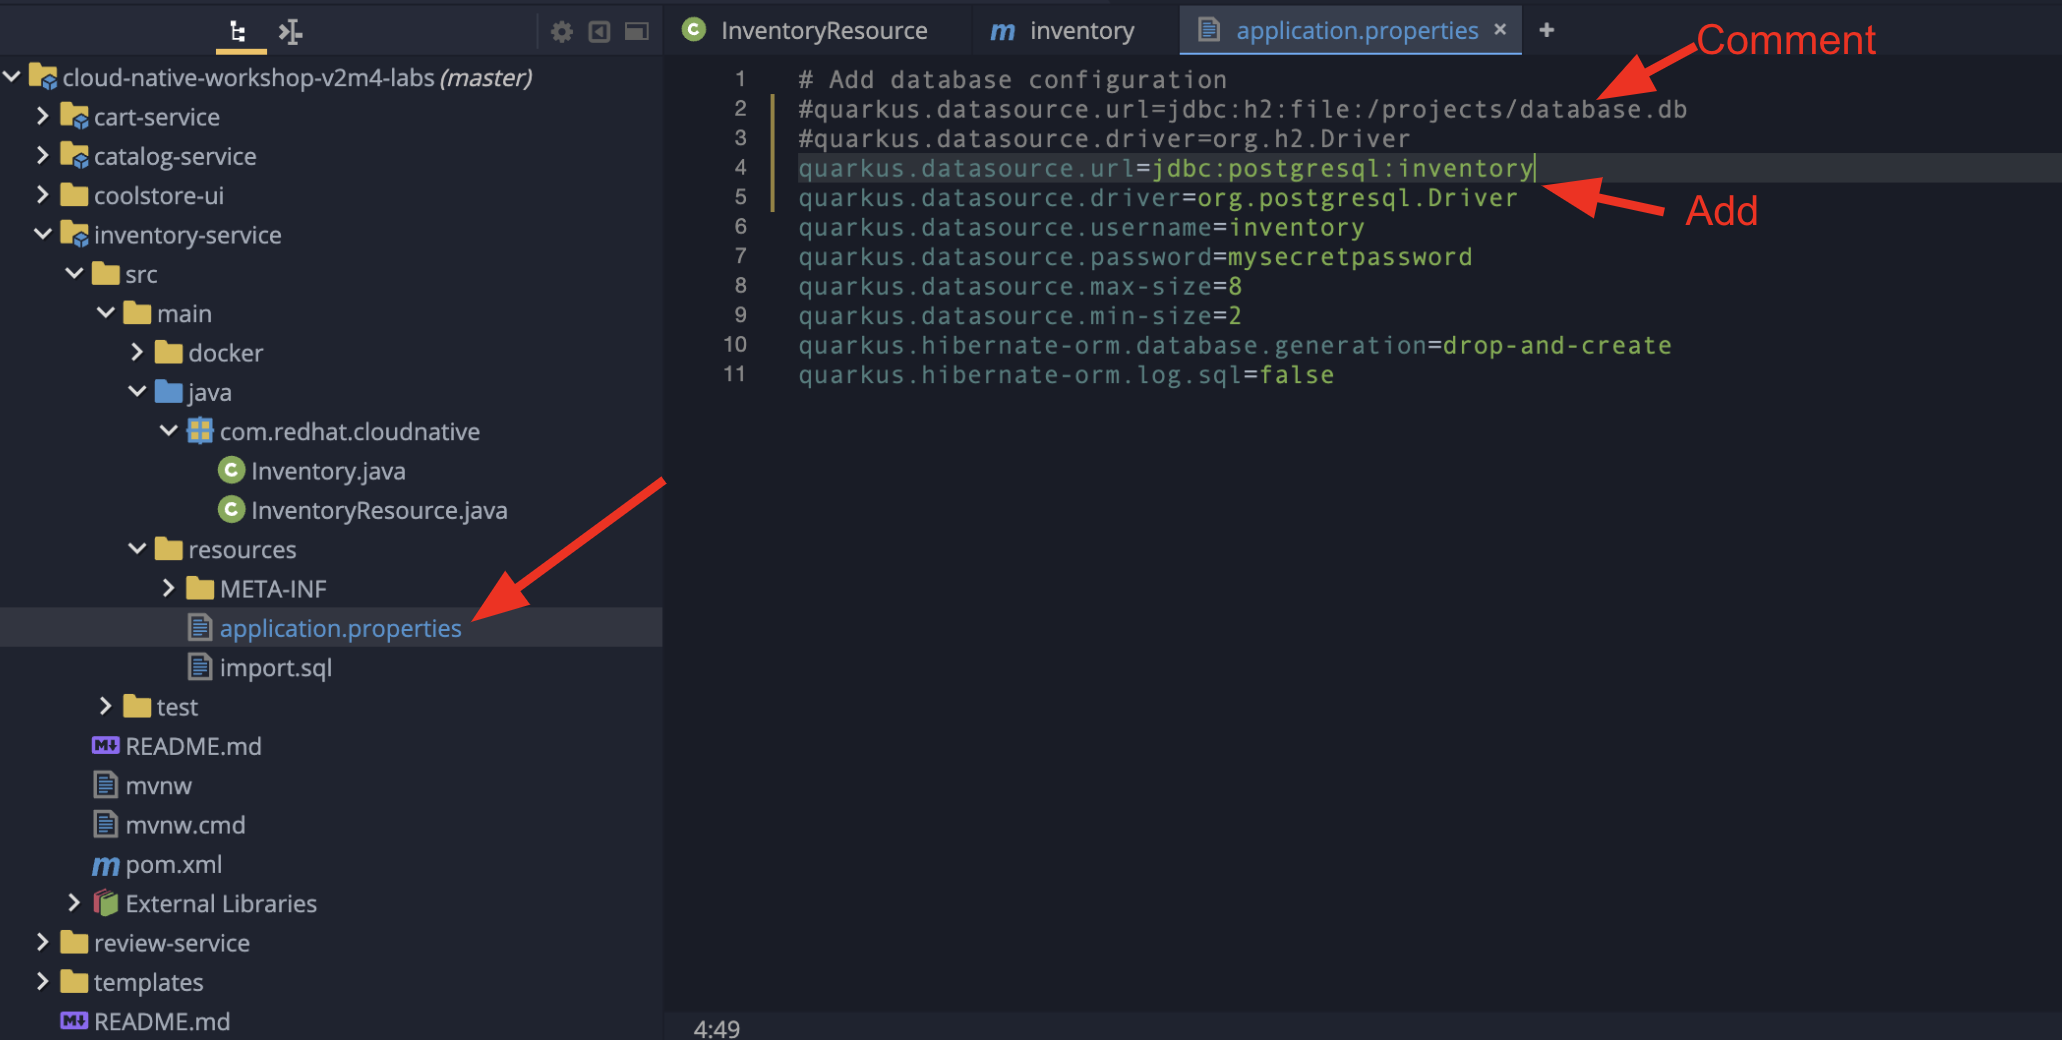 InventoryResource
m inventory
application.properties × +
Comment
cloud-native-workshop-v2m4-labs (master)
cart-service
catalog-service
coolstore-ui
inventory-service
src
main
docker
java
com.redhat.cloudnative
C Inventory.java
C InventoryResource.java
resources
META-INF
application.properties
import.sql
test
M↓ README.md
mvnw
mvnw.cmd
m pom.xml
External Libraries
review-service
templates
M↓ README.md
1 # Add database configuration
2 #quarkus.datasource.url=jdbc:h2:file:/projects/database.db
3 #quarkus.datasource.driver=org.h2.Driver
4 quarkus.datasource.url=jdbc:postgresql:inventory
5 quarkus.datasource.driver=org.postgresql.Driver
Add
6 quarkus.datasource.username=inventory
7 quarkus.datasource.password=mysecretpassword
8 quarkus.datasource.max-size=8
9 quarkus.datasource.min-size=2
10 quarkus.hibernate-orm.database.generation=drop-and-create
11 quarkus.hibernate-orm.log.sql=false
4:49